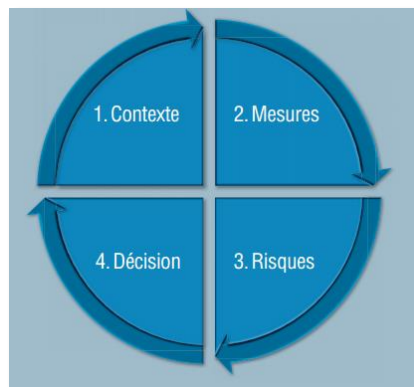 1. Contexte
2. Mesures
3. Risques
4. Décision